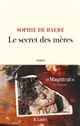 SOPHIE DE BAERE
Le secret des mères
roman
« Magistral »
JC Lattès